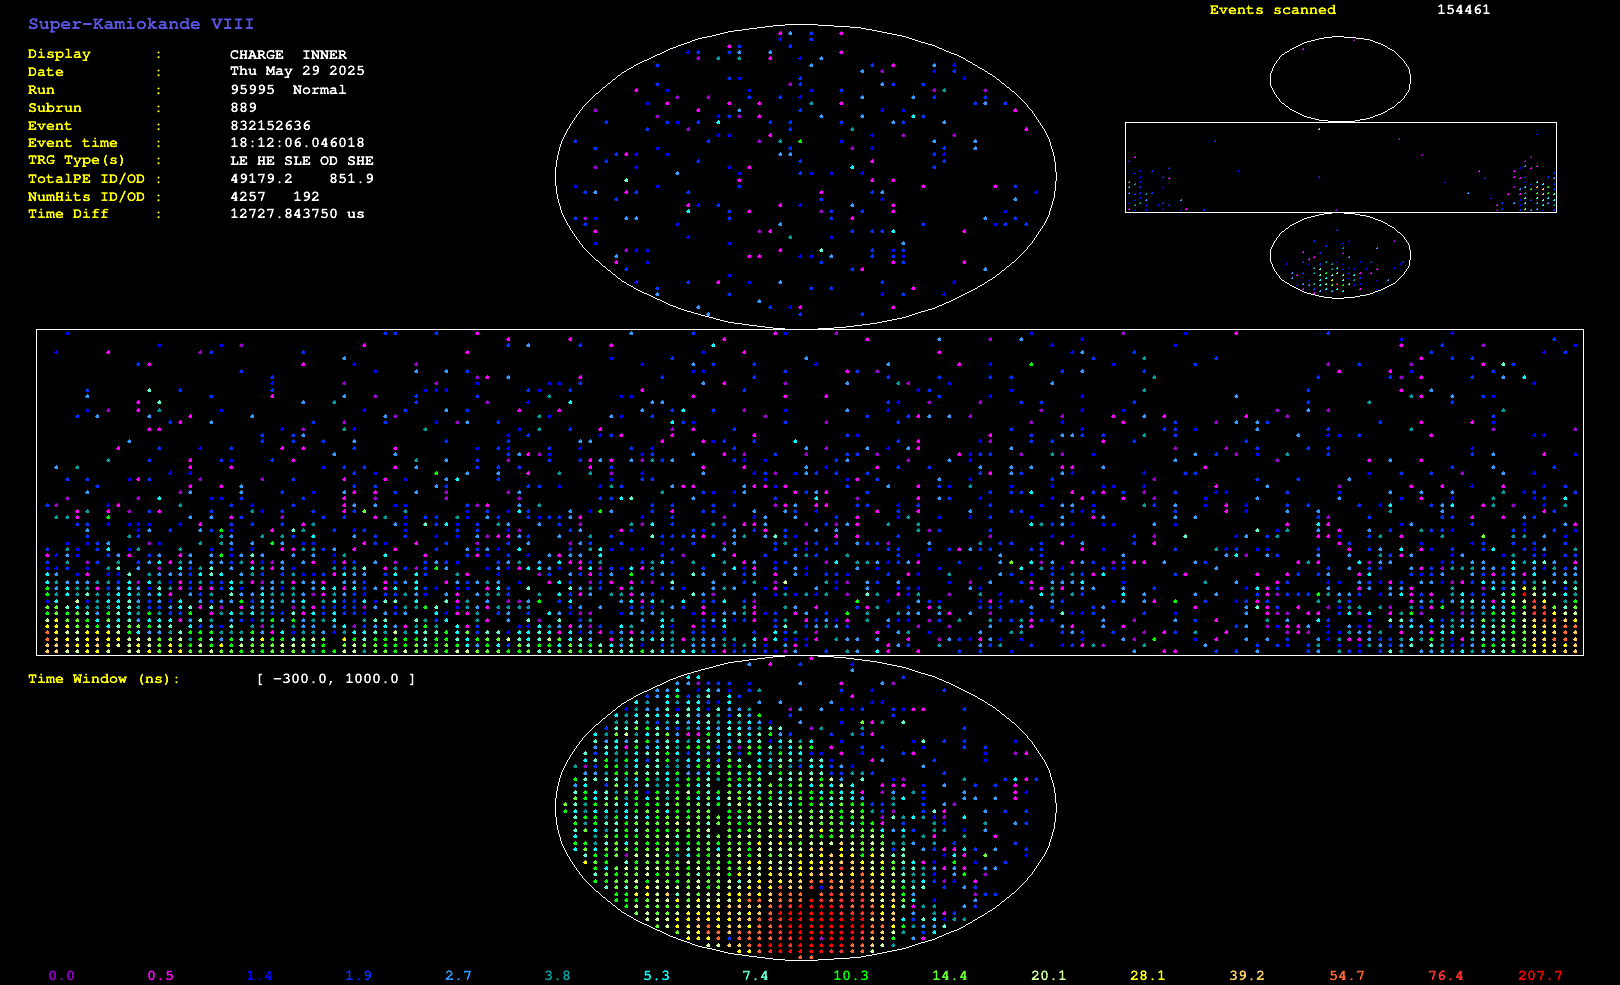 Super-Kamiokande VIII
Events scanned 154461
Display : CHARGE INNER
Date : Thu May 29 2025
Run : 95995 Normal
Subrun : 889
Event : 832152636
Event time : 18:12:06.046018
TRG Type(s) : LE HE SLE OD SHE
TotalPE ID/OD : 49179.2 851.9
NumHits ID/OD : 4257 192
Time Diff : 12727.843750 us
Time Window (ns): [ -300.0, 1000.0 ]
0.0 0.5 1.4 1.9 2.7 3.8 5.3 7.4 10.3 14.4 20.1 28.1 39.2 54.7 76.4 207.7